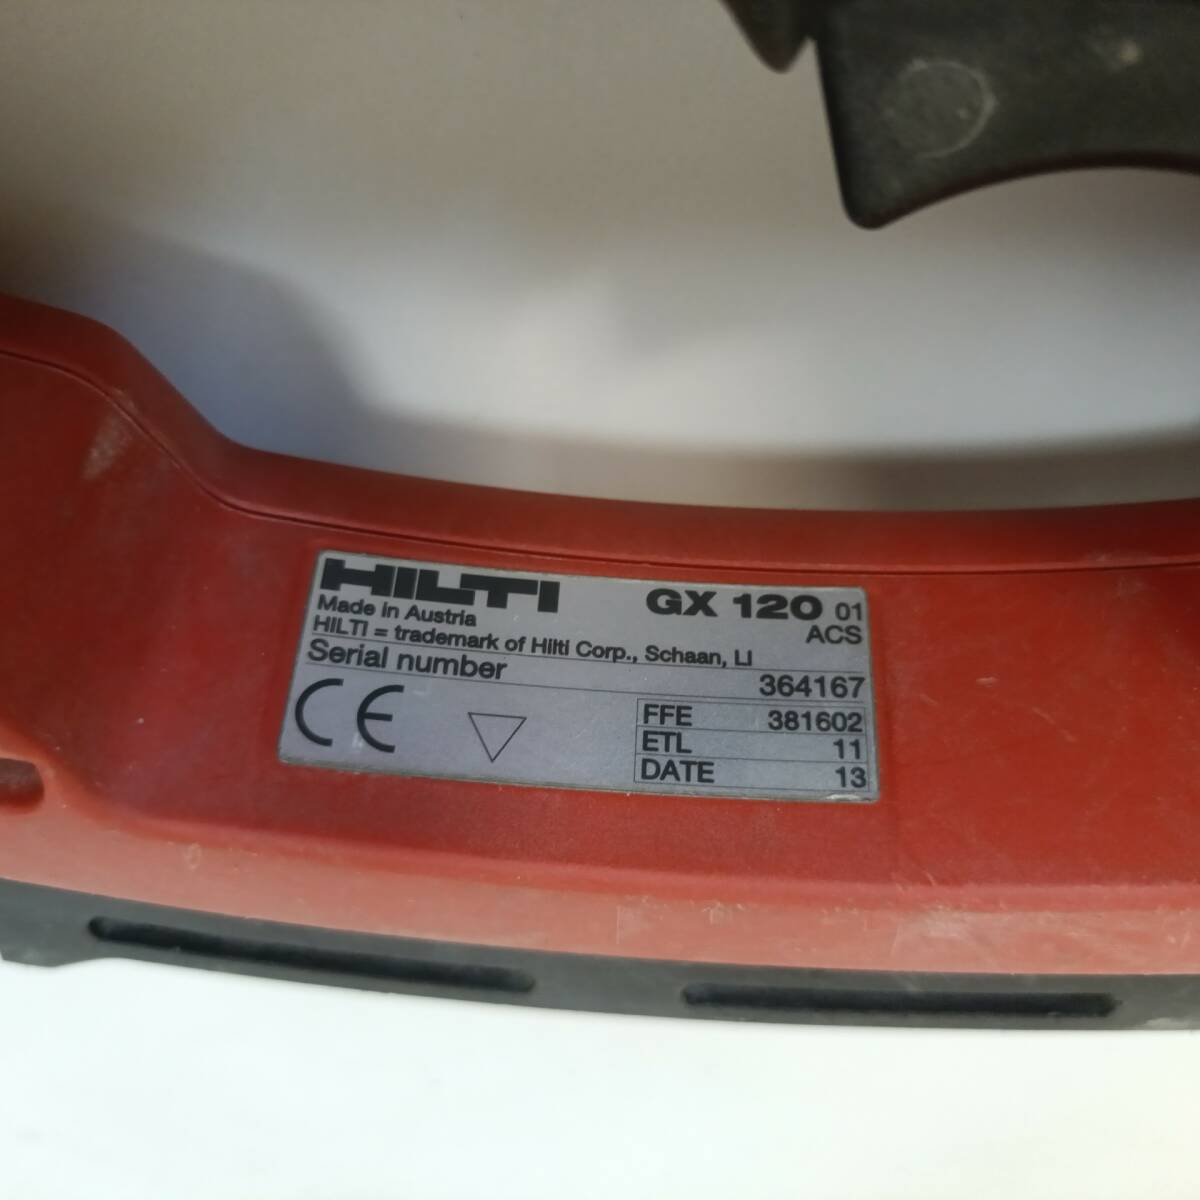 HILTI GX 120 01
Made in Austria ACS
HILTI = trademark of Hilti Corp., Schaan, LI
Serial number 364167
CE FFE 381602
ETL 11
DATE 13